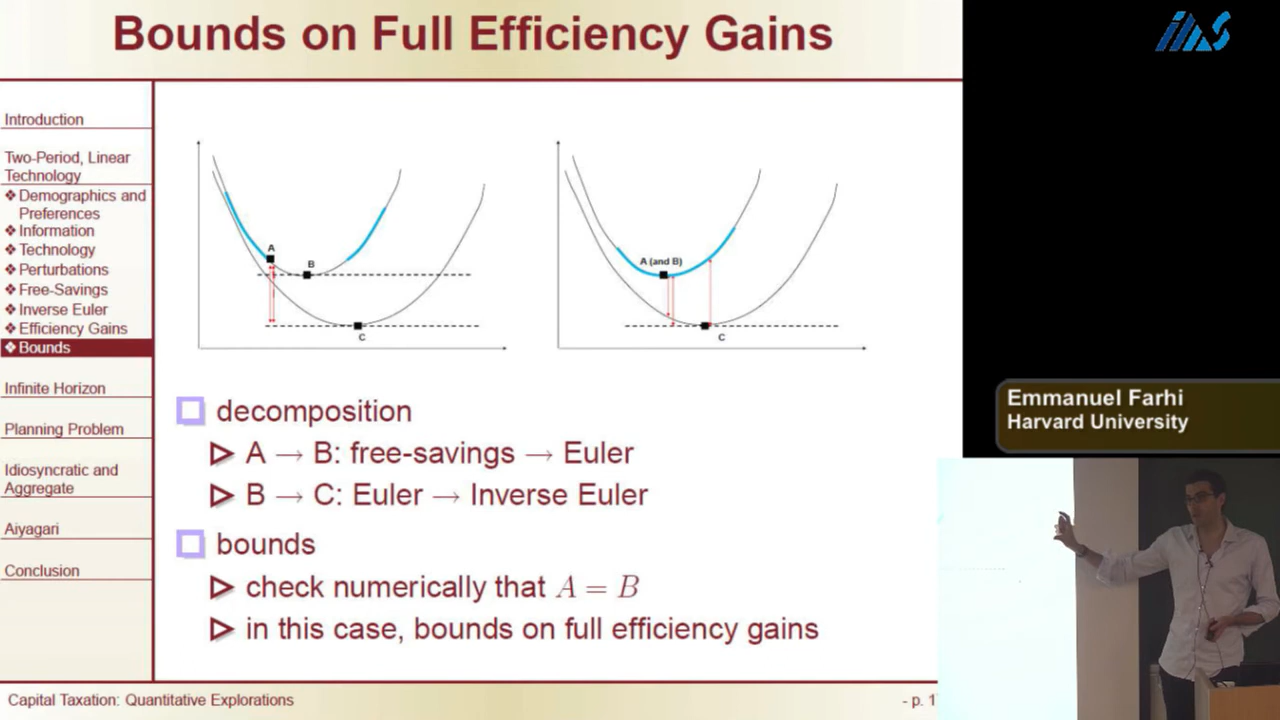 Bounds on Full Efficiency Gains
IAS
Introduction
Two-Period, Linear
Technology
❖ Demographics and
Preferences
❖ Information
❖ Technology
❖ Perturbations
❖ Free-Savings
❖ Inverse Euler
❖ Efficiency Gains
❖ Bounds
Infinite Horizon
Planning Problem
Idiosyncratic and
Aggregate
Aiyagari
Conclusion
A
B
C
A (and B)
C
decomposition
A → B: free-savings → Euler
B → C: Euler → Inverse Euler
bounds
check numerically that A = B
in this case, bounds on full efficiency gains
Emmanuel Farhi
Harvard University
Capital Taxation: Quantitative Explorations
- p. 1